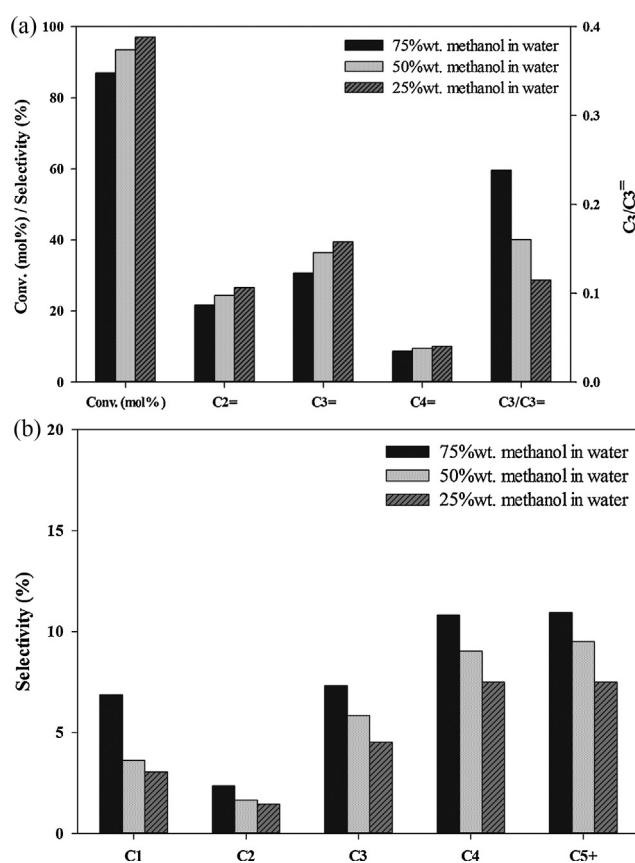 (a)
100
80
60
40
20
0
Conv. (mol%) / Selectivity (%)
75%wt. methanol in water
50%wt. methanol in water
25%wt. methanol in water
0.4
0.3
0.2
0.1
0.0
C3/C3=
Conv. (mol%) C2= C3= C4= C3/C3=
(b)
20
15
10
5
0
Selectivity (%)
75%wt. methanol in water
50%wt. methanol in water
25%wt. methanol in water
C1 C2 C3 C4 C5+